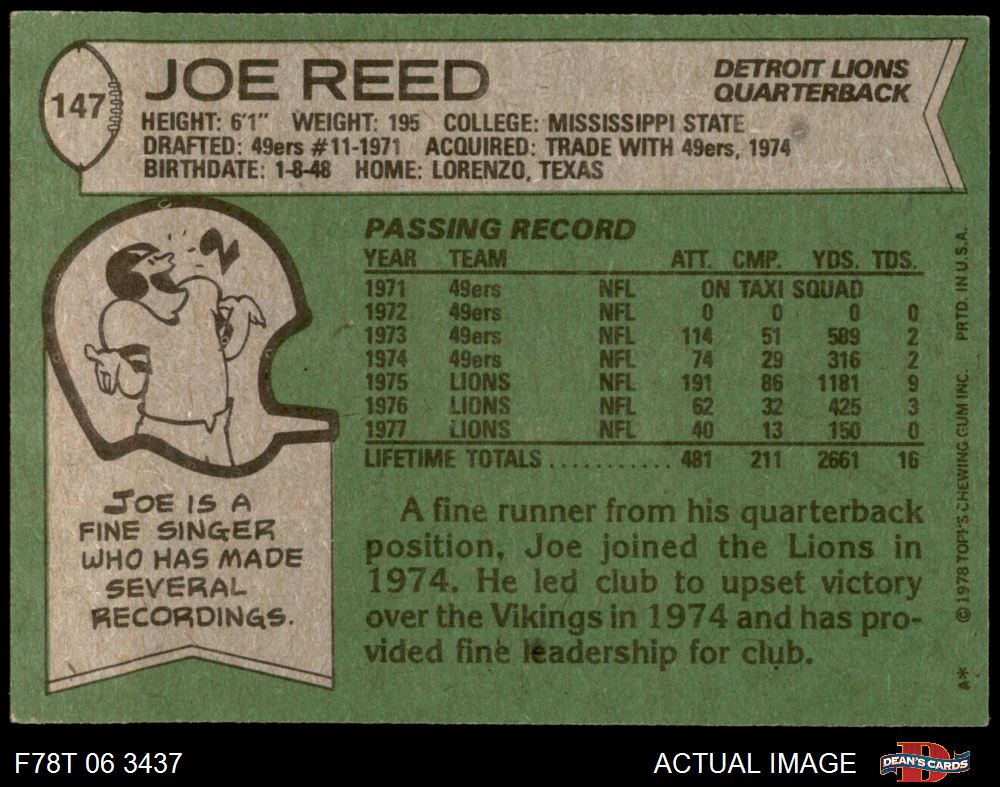 147
JOE REED
DETROIT LIONS
QUARTERBACK
HEIGHT: 6'1" WEIGHT: 195 COLLEGE: MISSISSIPPI STATE
DRAFTED: 49ers #11-1971 ACQUIRED: TRADE WITH 49ers, 1974
BIRTHDATE: 1-8-48 HOME: LORENZO, TEXAS
PASSING RECORD
YEAR TEAM ATT. CMP. YDS. TDS.
1971 49ers NFL ON TAXI SQUAD
1972 49ers NFL 0 0 0 0
1973 49ers NFL 114 51 589 2
1974 49ers NFL 74 29 316 2
1975 LIONS NFL 191 86 1181 9
1976 LIONS NFL 62 32 425 3
1977 LIONS NFL 40 13 150 0
LIFETIME TOTALS ........... 481 211 2661 16
JOE IS A
FINE SINGER
WHO HAS MADE
SEVERAL
RECORDINGS.
A fine runner from his quarterback
position, Joe joined the Lions in
1974. He led club to upset victory
over the Vikings in 1974 and has pro-
vided fine leadership for club.
A* ©1978 TOPPS CHEWING GUM INC. PRTD. IN U.S.A.
F78T 06 3437
ACTUAL IMAGE
D
DEAN'S CARDS